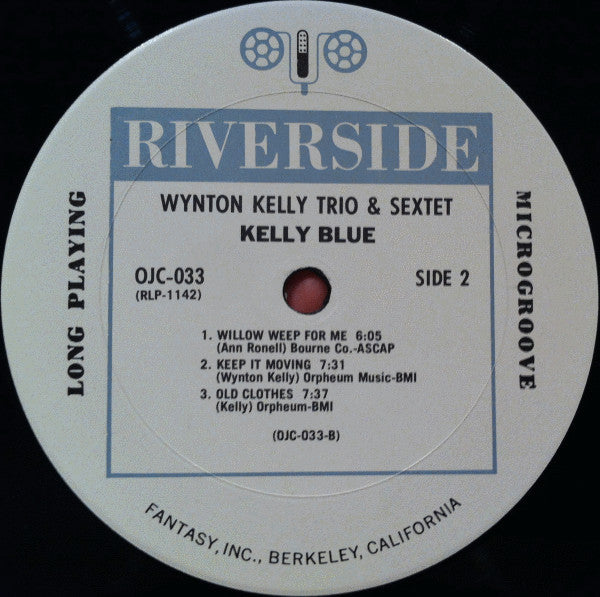 RIVERSIDE
WYNTON KELLY TRIO & SEXTET
KELLY BLUE
LONG PLAYING
MICROGROOVE
OJC-033
SIDE 2
(RLP-1142)
1. WILLOW WEEP FOR ME 6:05
(Ann Ronell) Bourne Co.-ASCAP
2. KEEP IT MOVING 7:31
(Wynton Kelly) Orpheum Music-BMI
3. OLD CLOTHES 7:37
(Kelly) Orpheum-BMI
(OJC-033-B)
FANTASY, INC., BERKELEY, CALIFORNIA